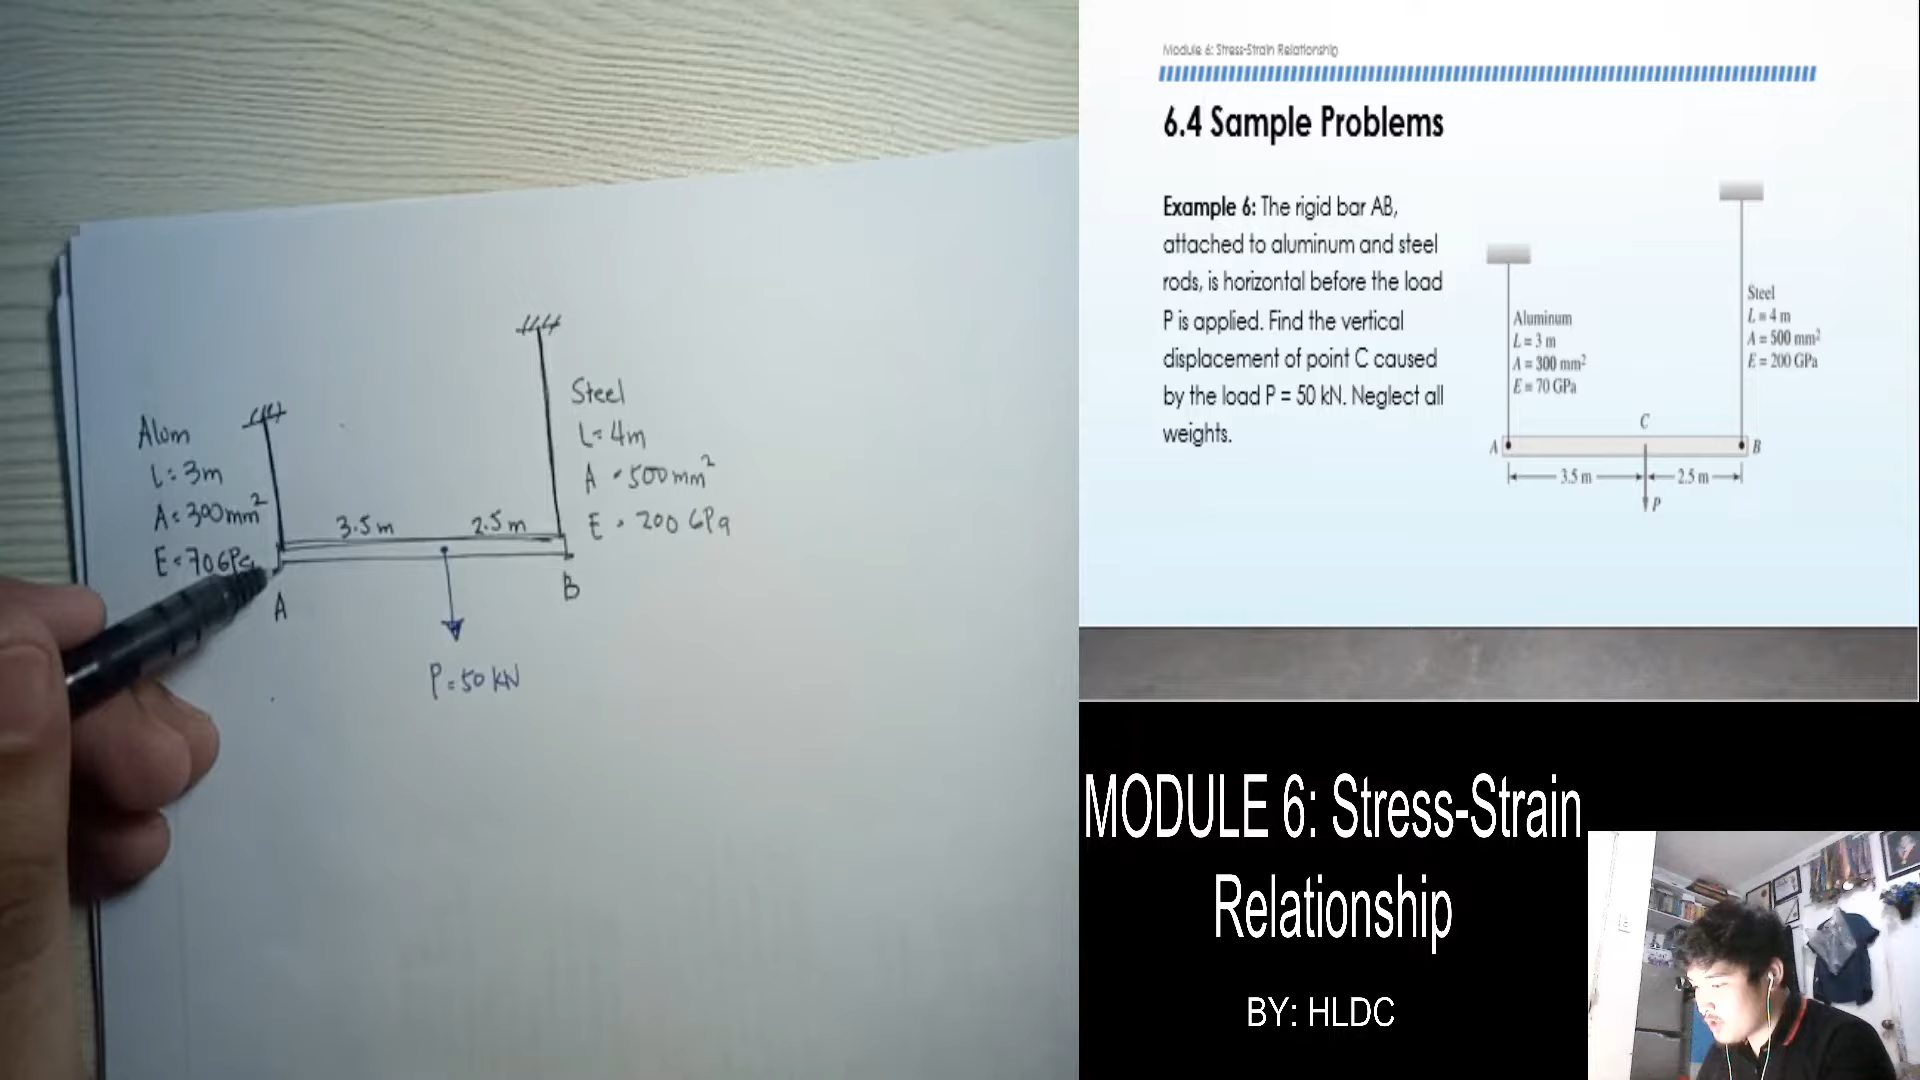 Alum
L = 3m
A = 300mm²
E = 70GPa
Steel
L = 4m
A = 500mm²
E = 200 GPa
3.5 m
2.5 m
A
B
P = 50 kN
Module 6: Stress-Strain Relationship
6.4 Sample Problems
Example 6: The rigid bar AB,
attached to aluminum and steel
rods, is horizontal before the load
P is applied. Find the vertical
displacement of point C caused
by the load P = 50 kN. Neglect all
weights.
Aluminum
L = 3 m
A = 300 mm²
E = 70 GPa
Steel
L = 4 m
A = 500 mm²
E = 200 GPa
C
A
B
3.5 m
2.5 m
P
MODULE 6: Stress-Strain
Relationship
BY: HLDC